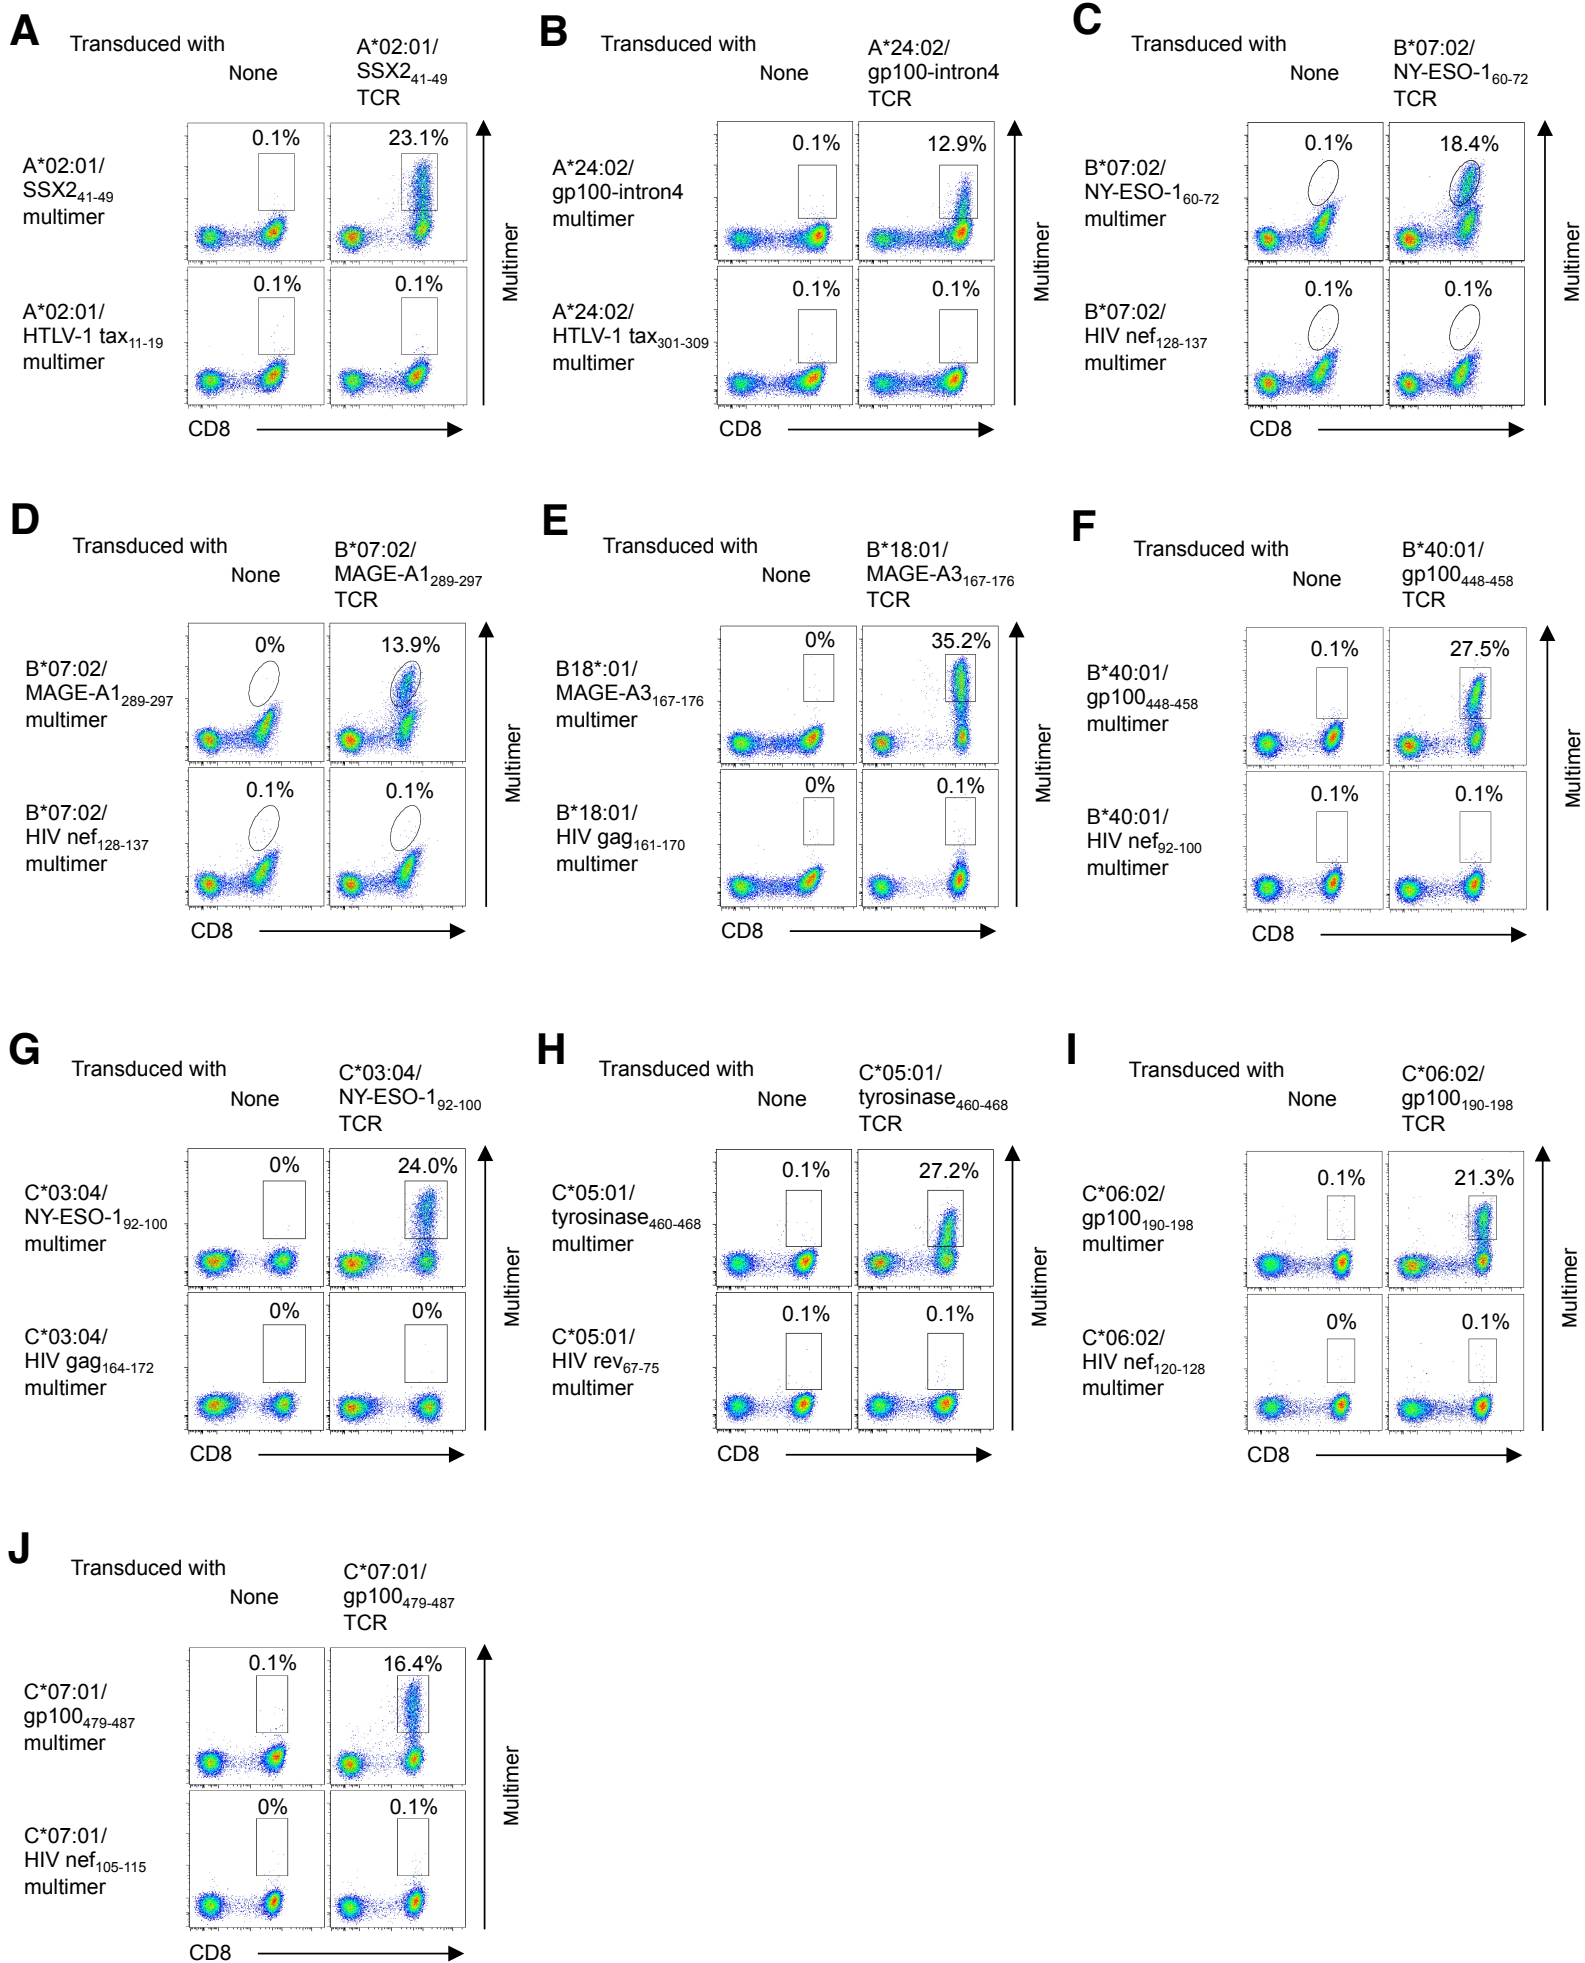 A
Transducted with
None
A*02:01/
SSX2₄₁₋₄₉
TCR
A*02:01/
SSX2₄₁₋₄₉
multimer
0.1%
23.1%
A*02:01/
HTLV-1 tax₁₁₋₁₉
multimer
0.1%
0.1%
Multimer
CD8
B
Transduced with
None
A*24:02/
gp100-intron4
TCR
A*24:02/
gp100-intron4
multimer
0.1%
12.9%
A*24:02/
HTLV-1 tax₃₀₁₋₃₀₉
multimer
0.1%
0.1%
Multimer
CD8
C
Transduced with
None
B*07:02/
NY-ESO-1₆₀₋₇₂
TCR
B*07:02/
NY-ESO-1₆₀₋₇₂
multimer
0.1%
18.4%
B*07:02/
HIV nef₁₂₈₋₁₃₇
multimer
0.1%
0.1%
Multimer
CD8
D
Transduced with
None
B*07:02/
MAGE-A1₂₈₉₋₂₉₇
TCR
B*07:02/
MAGE-A1₂₈₉₋₂₉₇
multimer
0%
13.9%
B*07:02/
HIV nef₁₂₈₋₁₃₇
multimer
0.1%
0.1%
Multimer
CD8
E
Transduced with
None
B*18:01/
MAGE-A3₁₆₇₋₁₇₆
TCR
B18*:01/
MAGE-A3₁₆₇₋₁₇₆
multimer
0%
35.2%
B*18:01/
HIV gag₁₆₁₋₁₇₀
multimer
0%
0.1%
Multimer
CD8
F
Transduced with
None
B*40:01/
gp100₄₄₈₋₄₅₈
TCR
B*40:01/
gp100₄₄₈₋₄₅₈
multimer
0.1%
27.5%
B*40:01/
HIV nef₉₂₋₁₀₀
multimer
0.1%
0.1%
Multimer
CD8
G
Transduced with
None
C*03:04/
NY-ESO-1₉₂₋₁₀₀
TCR
C*03:04/
NY-ESO-1₉₂₋₁₀₀
multimer
0%
24.0%
C*03:04/
HIV gag₁₆₄₋₁₇₂
multimer
0%
0%
Multimer
CD8
H
Transduced with
None
C*05:01/
tyrosinase₄₆₀₋₄₆₈
TCR
C*05:01/
tyrosinase₄₆₀₋₄₆₈
multimer
0.1%
27.2%
C*05:01/
HIV rev₆₇₋₇₅
multimer
0.1%
0.1%
Multimer
CD8
I
Transduced with
None
C*06:02/
gp100₁₉₀₋₁₉₈
TCR
C*06:02/
gp100₁₉₀₋₁₉₈
multimer
0.1%
21.3%
C*06:02/
HIV nef₁₂₀₋₁₂₈
multimer
0%
0.1%
Multimer
CD8
J
Transduced with
None
C*07:01/
gp100₄₇₉₋₄₈₇
TCR
C*07:01/
gp100₄₇₉₋₄₈₇
multimer
0.1%
16.4%
C*07:01/
HIV nef₁₀₅₋₁₁₅
multimer
0%
0.1%
Multimer
CD8